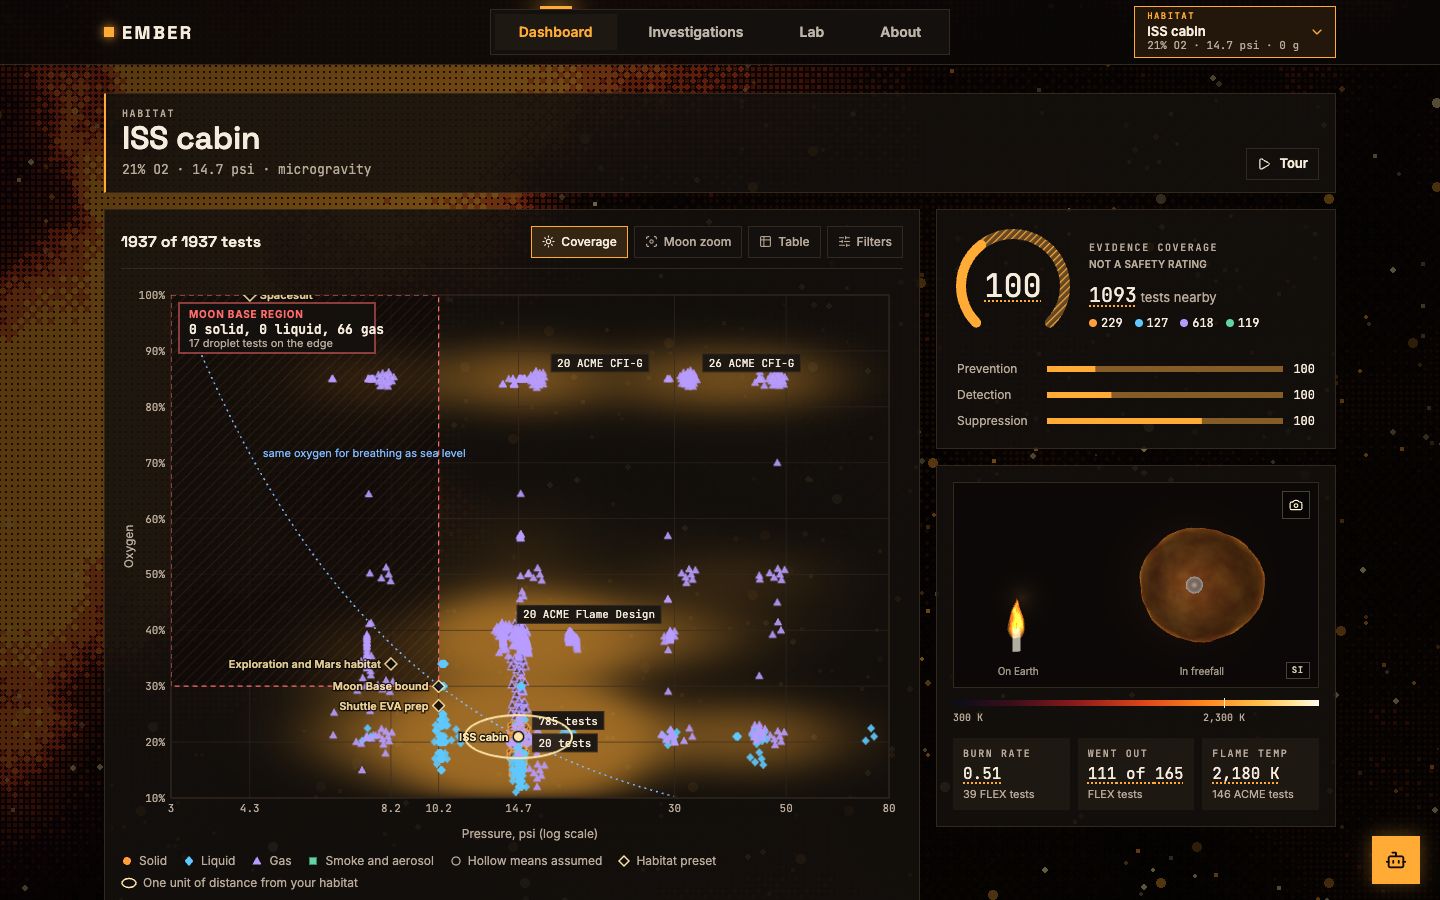 EMBER
Dashboard
Investigations
Lab
About
HABITAT
ISS cabin
21% O2 · 14.7 psi · 0 g
HABITAT
ISS cabin
21% O2 · 14.7 psi · microgravity
Tour
1937 of 1937 tests
Coverage
Moon zoom
Table
Filters
100%
90%
80%
70%
60%
50%
40%
30%
20%
10%
Oxygen
Spacesuit
MOON BASE REGION
0 solid, 0 liquid, 66 gas
17 droplet tests on the edge
20 ACME CFI-G
26 ACME CFI-G
same oxygen for breathing as sea level
20 ACME Flame Design
Exploration and Mars habitat
Moon Base bound
Shuttle EVA prep
785 tests
ISS cabin
20 tests
3
4.3
8.2
10.2
14.7
30
50
80
Pressure, psi (log scale)
Solid
Liquid
Gas
Smoke and aerosol
Hollow means assumed
Habitat preset
One unit of distance from your habitat
100
EVIDENCE COVERAGE
NOT A SAFETY RATING
1093 tests nearby
229
127
618
119
Prevention
100
Detection
100
Suppression
100
On Earth
In freefall
SI
300 K
2,300 K
BURN RATE
0.51
39 FLEX tests
WENT OUT
111 of 165
FLEX tests
FLAME TEMP
2,180 K
146 ACME tests